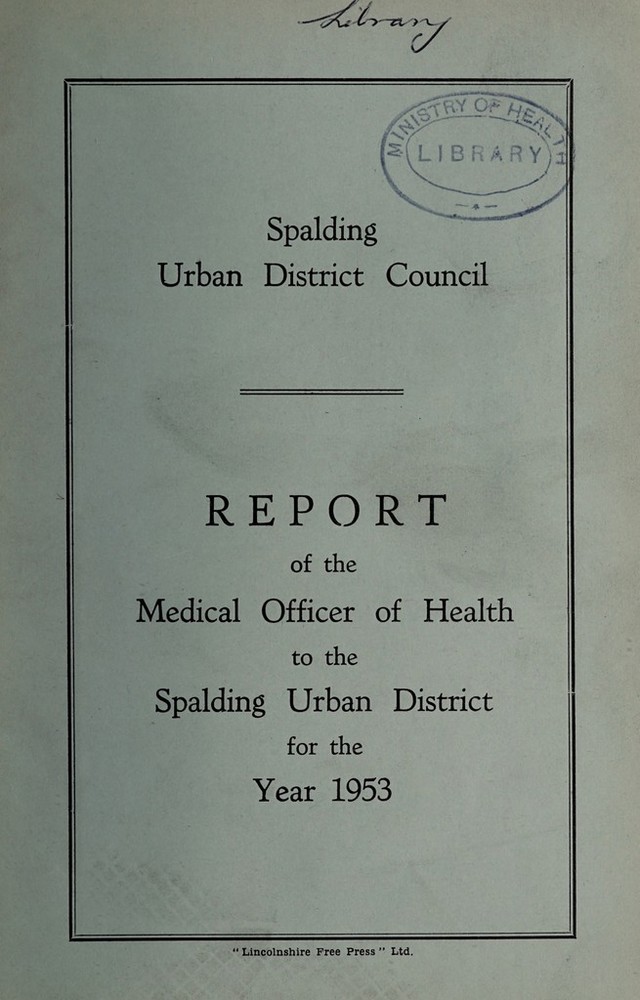 Library
MINISTRY OF HEALTH
LIBRARY
Spalding
Urban District Council
REPORT
of the
Medical Officer of Health
to the
Spalding Urban District
for the
Year 1953
"Lincolnshire Free Press" Ltd.